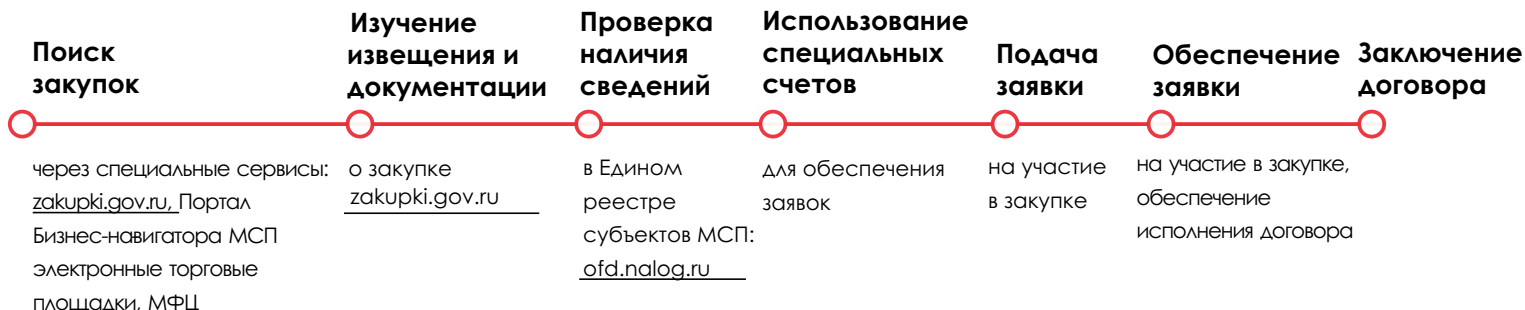 Поиск
закупок
через специальные сервисы:
zakupki.gov.ru, Портал
Бизнес-навигатора МСП
электронные торговые
площадки, МФЦ
Изучение
извещения и
документации
о закупке
zakupki.gov.ru
Проверка
наличия
сведений
в Едином
реестре
субъектов МСП:
ofd.nalog.ru
Использование
специальных
счетов
для обеспечения
заявок
Подача
заявки
на участие
в закупке
Обеспечение
заявки
на участие в закупке,
обеспечение
исполнения договора
Заключение
договора